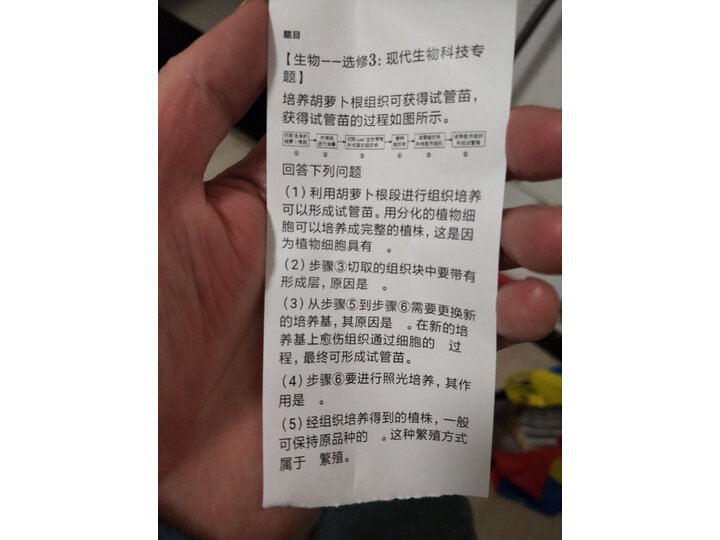 题目
【生物——选修3：现代生物科技专
题】
培养胡萝卜根组织可获得试管苗，
获得试管苗的过程如图所示。
① ② ③ ④ ⑤ ⑥
回答下列问题
（1）利用胡萝卜根段进行组织培养
可以形成试管苗。用分化的植物细
胞可以培养成完整的植株，这是因
为植物细胞具有 。
（2）步骤③切取的组织块中要带有
形成层，原因是 。
（3）从步骤⑤到步骤⑥需要更换新
的培养基，其原因是 。在新的培
养基上愈伤组织通过细胞的 过
程，最终可形成试管苗。
（4）步骤⑥要进行照光培养，其作
用是 。
（5）经组织培养得到的植株，一般
可保持原品种的 。这种繁殖方式
属于 繁殖。